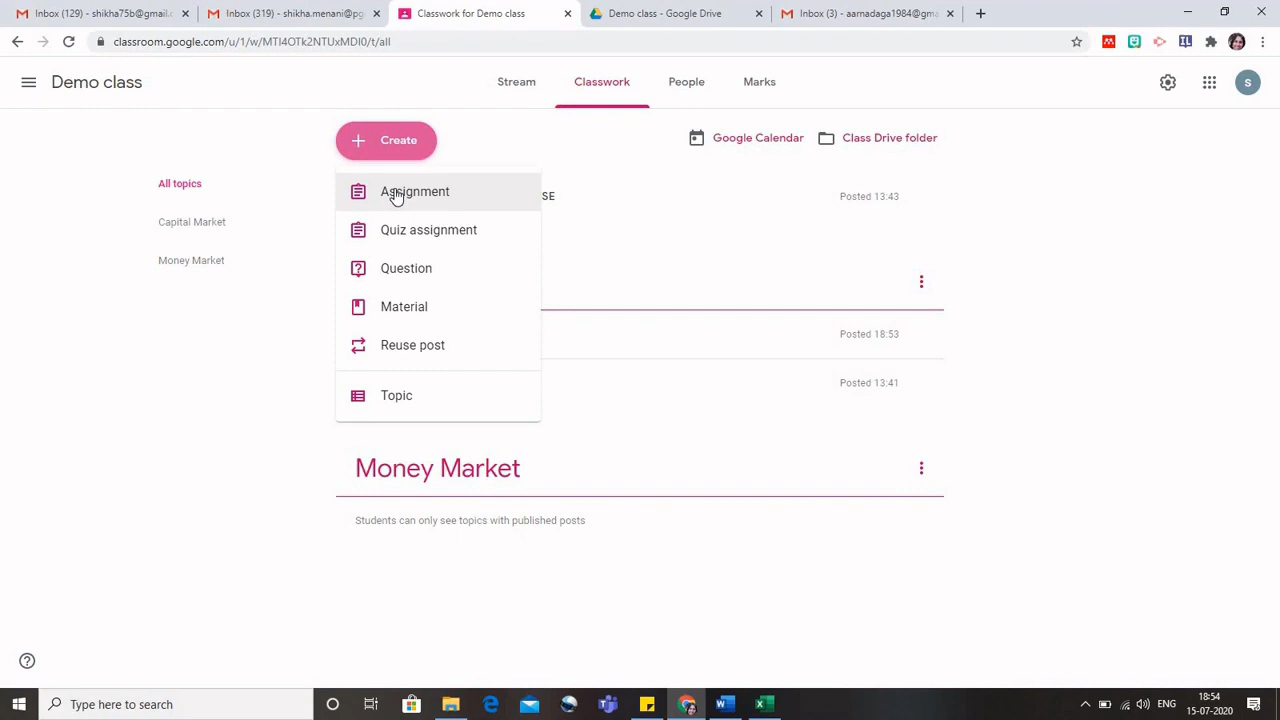 Inbox (129) - shikha75b@gmail.c
Inbox (319) - shikha.menani@pg
Classwork for Demo class
Demo class - Google Drive
Inbox (3) - aarnadaga1984@gma
classroom.google.com/u/1/w/MTI4OTk2NTUxMDI0/t/all
Demo class
Stream
Classwork
People
Marks
S
Create
Google Calendar
Class Drive folder
All topics
Capital Market
Money Market
Assignment
Quiz assignment
Question
Material
Reuse post
Topic
SE
Posted 13:43
Posted 18:53
Posted 13:41
Money Market
Students can only see topics with published posts
Type here to search
ENG
18:54
15-07-2020